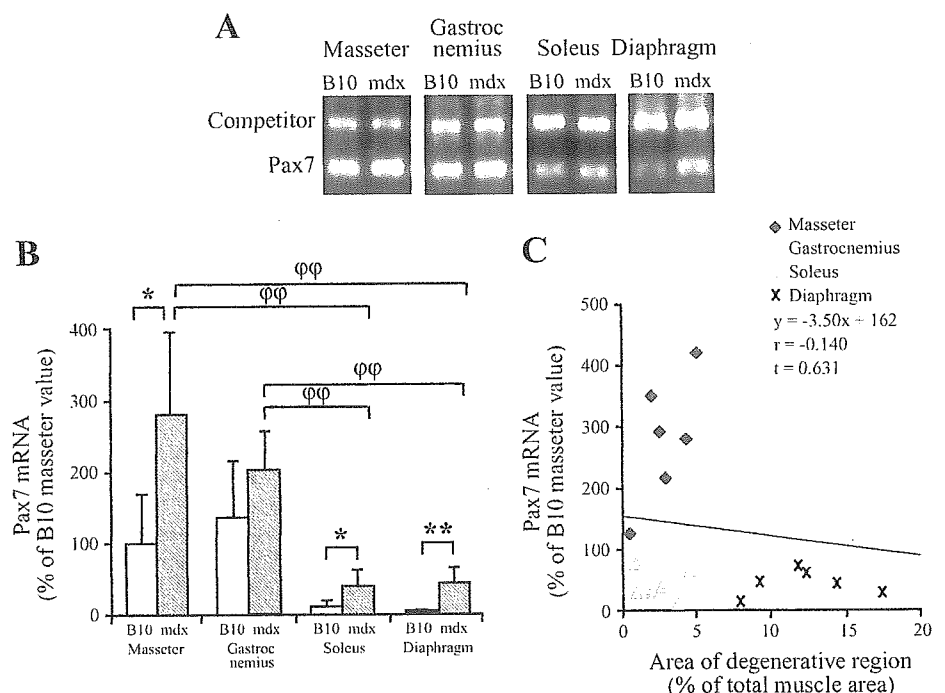 A
Masseter
Gastroc
nemius
Soleus
Diaphragm
B10 mdx
B10 mdx
B10 mdx
B10 mdx
Competitor
Pax7
B
φφ
φφ
*
φφ
φφ
*
**
400
300
200
100
0
Pax7 mRNA
(% of B10 masseter value)
B10 mdx
B10 mdx
B10 mdx
B10 mdx
Masseter
Gastroc
nemius
Soleus
Diaphragm
C
Masseter
Gastrocnemius
Soleus
Diaphragm
y = -3.50x + 162
r = -0.140
t = 0.631
500
400
300
200
100
0
Pax7 mRNA
(% of B10 masseter value)
0 5 10 15 20
Area of degenerative region
(% of total muscle area)